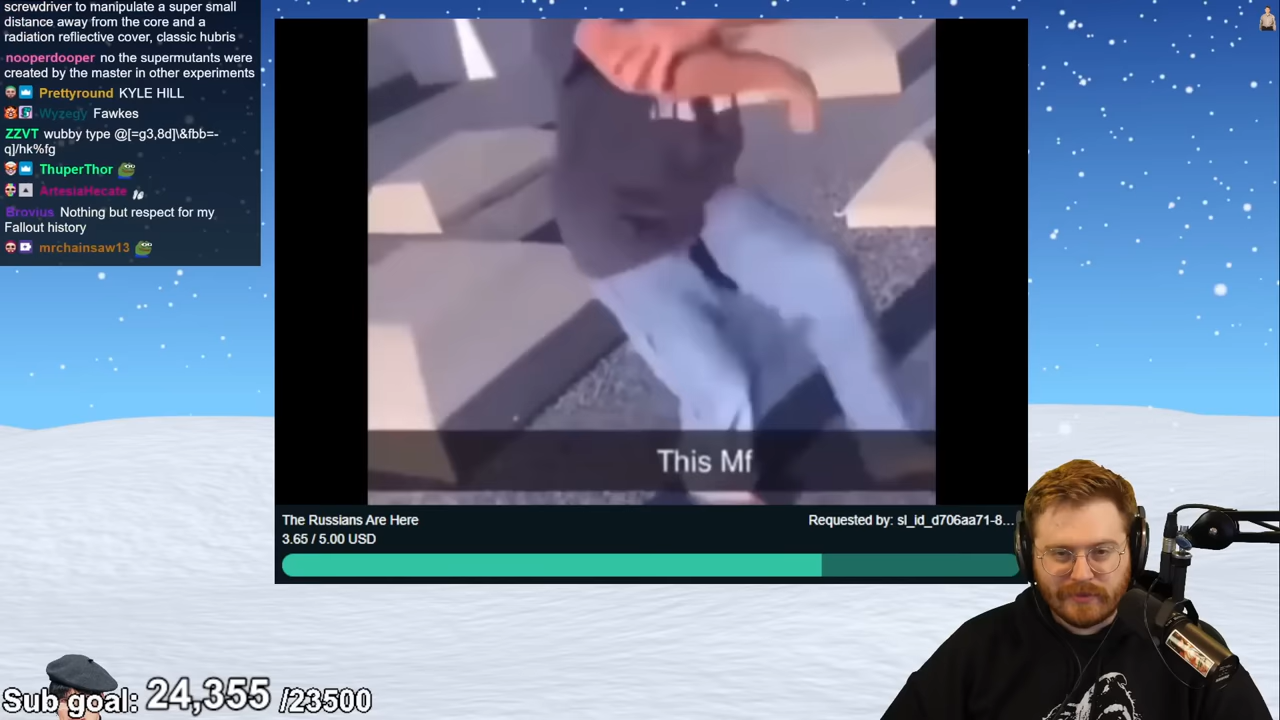 screwdriver to manipulate a super small
distance away from the core and a
radiation refliective cover, classic hubris
nooperdooper no the supermutants were
created by the master in other experiments
Prettyround KYLE HILL
Wyzegy Fawkes
ZZVT wubby type @[=g3,8d]\&fbb=-
q]/hk%fg
ThuperThor
ArtesiaHecate
Brovius Nothing but respect for my
Fallout history
mrchainsaw13
This Mf
The Russians Are Here
Requested by: sl_id_d706aa71-8...
3.65 / 5.00 USD
Sub goal: 24,355 /23500